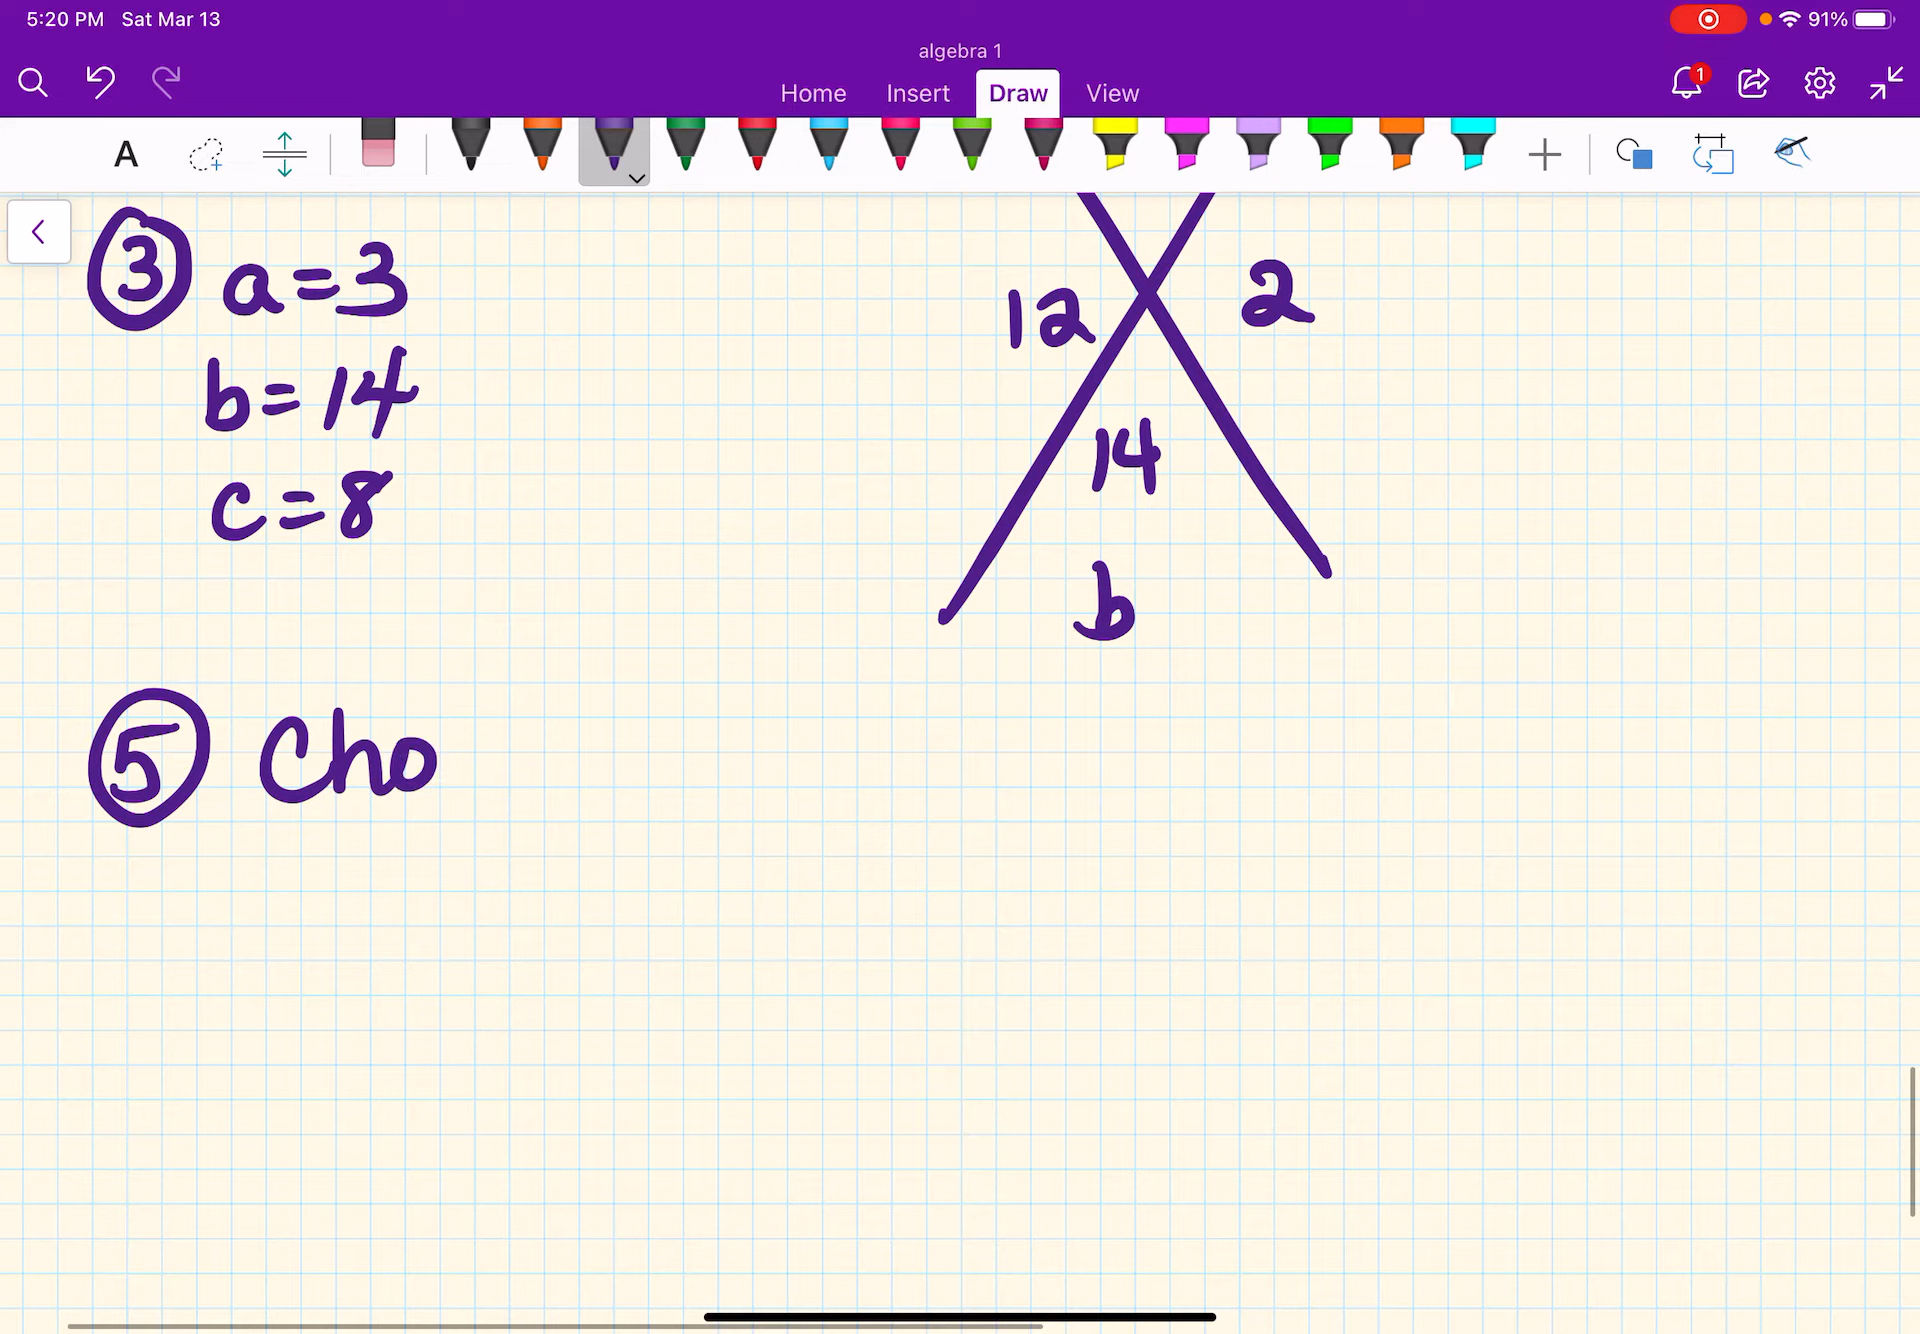 5:20 PM Sat Mar 13
91%
algebra 1
Home Insert Draw View
1
A
3 a=3
b=14
c=8
12 2
14
b
5 Cho